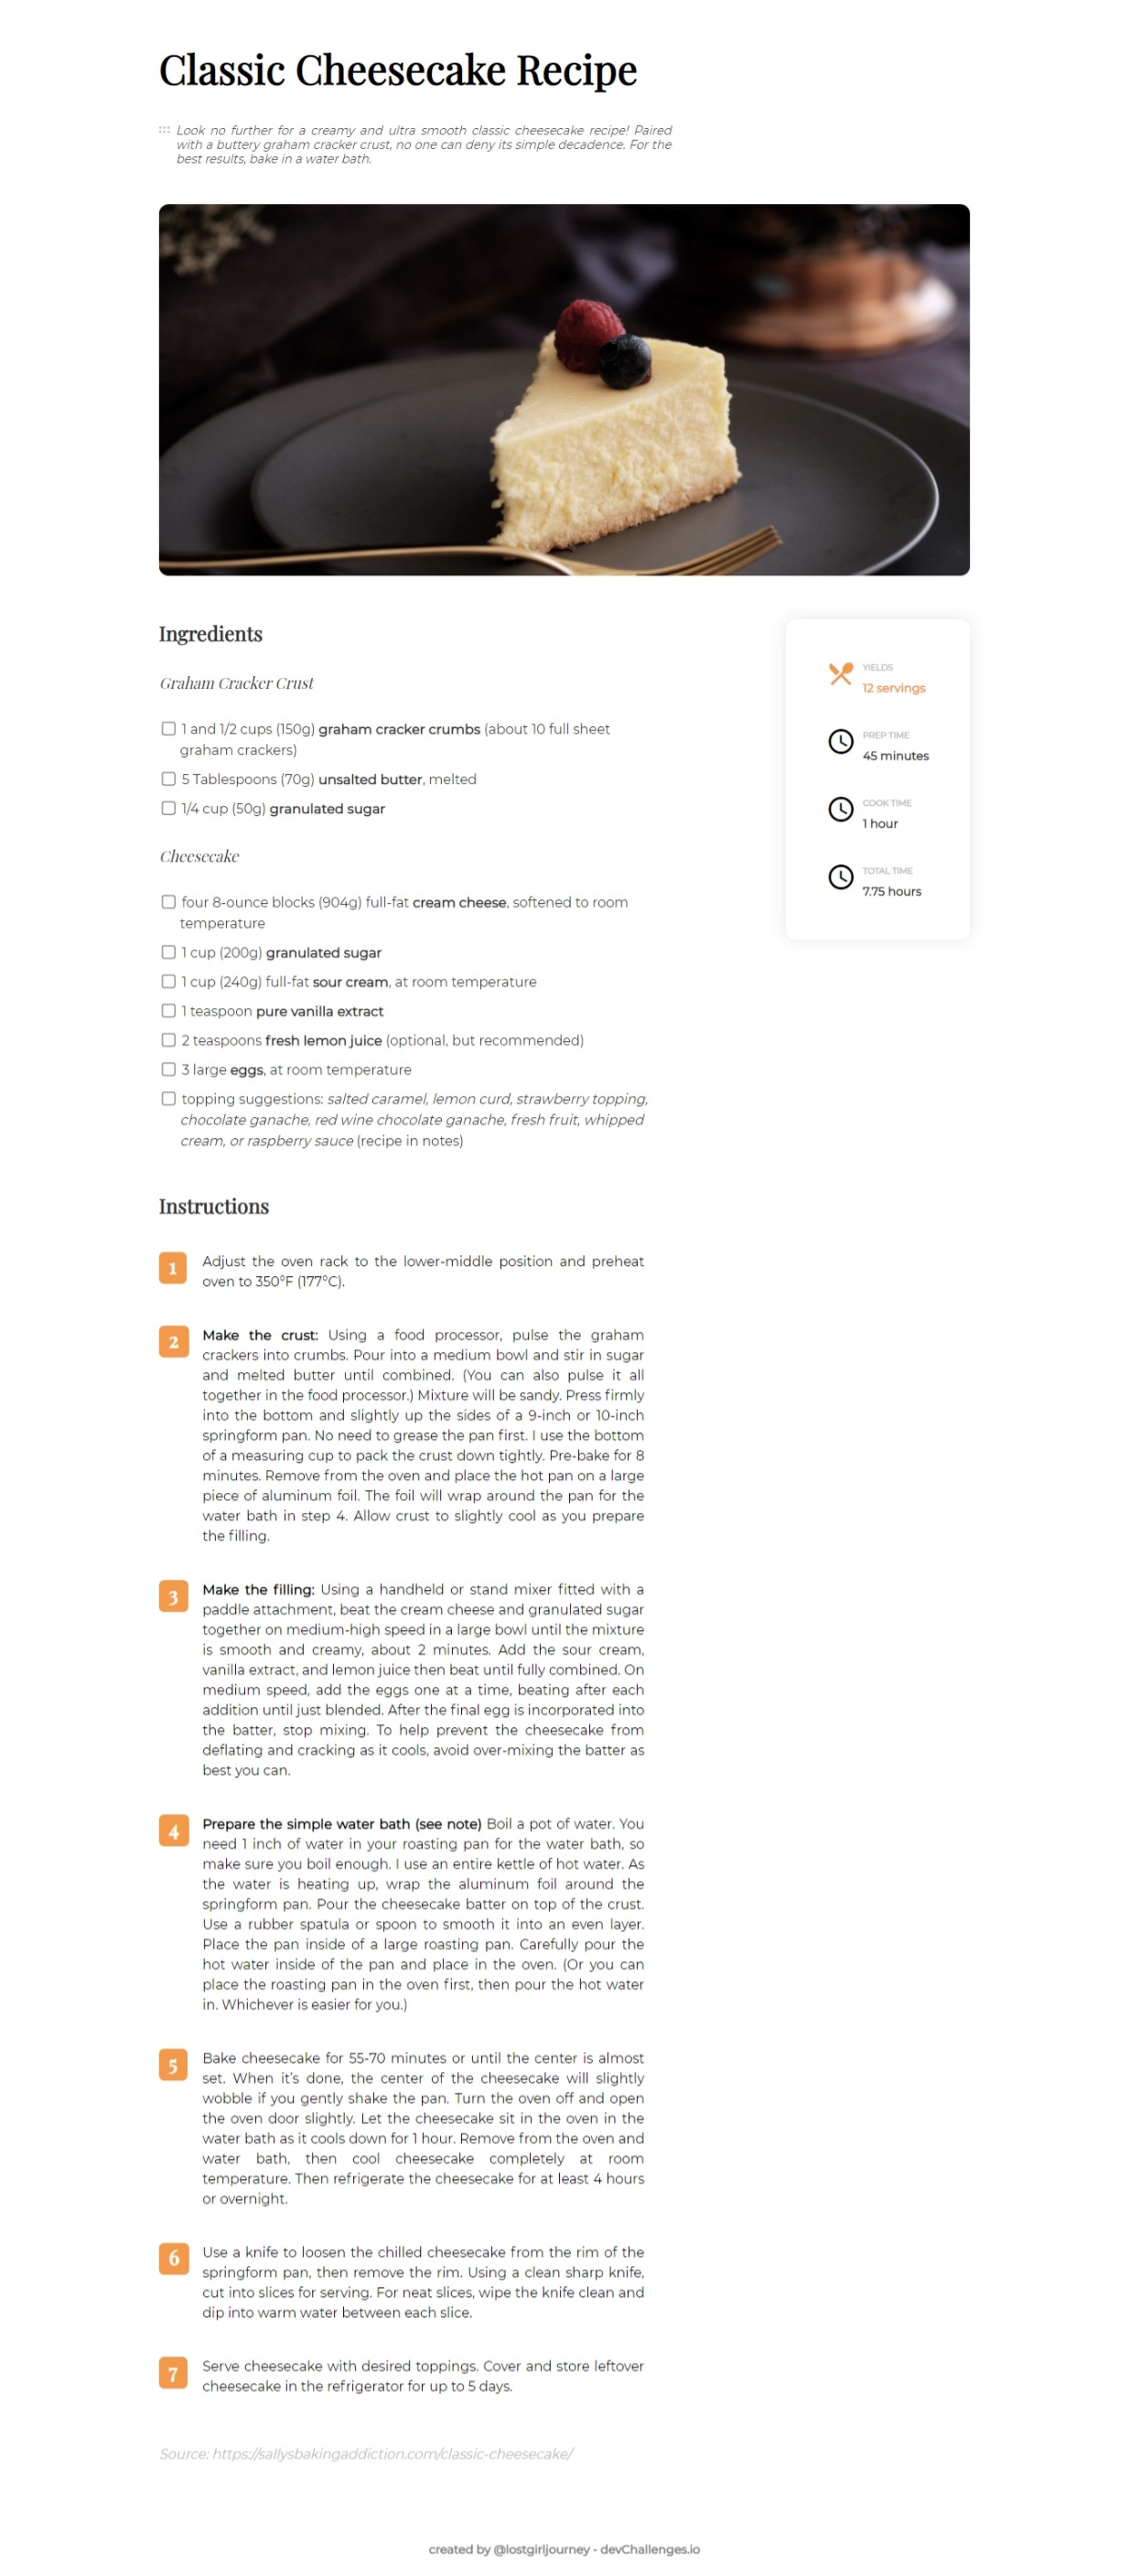 Classic Cheesecake Recipe
Look no further for a creamy and ultra smooth classic cheesecake recipe! Paired
with a buttery graham cracker crust, no one can deny its simple decadence. For the
best results, bake in a water bath.
Ingredients
Graham Cracker Crust
1 and 1/2 cups (150g) graham cracker crumbs (about 10 full sheet
graham crackers)
5 Tablespoons (70g) unsalted butter, melted
1/4 cup (50g) granulated sugar
Cheesecake
four 8-ounce blocks (904g) full-fat cream cheese, softened to room
temperature
1 cup (200g) granulated sugar
1 cup (240g) full-fat sour cream, at room temperature
1 teaspoon pure vanilla extract
2 teaspoons fresh lemon juice (optional, but recommended)
3 large eggs, at room temperature
topping suggestions: salted caramel, lemon curd, strawberry topping,
chocolate ganache, red wine chocolate ganache, fresh fruit, whipped
cream, or raspberry sauce (recipe in notes)
YIELDS
12 servings
PREP TIME
45 minutes
COOK TIME
1 hour
TOTAL TIME
7.75 hours
Instructions
1
Adjust the oven rack to the lower-middle position and preheat
oven to 350°F (177°C).
2
Make the crust: Using a food processor, pulse the graham
crackers into crumbs. Pour into a medium bowl and stir in sugar
and melted butter until combined. (You can also pulse it all
together in the food processor.) Mixture will be sandy. Press firmly
into the bottom and slightly up the sides of a 9-inch or 10-inch
springform pan. No need to grease the pan first. I use the bottom
of a measuring cup to pack the crust down tightly. Pre-bake for 8
minutes. Remove from the oven and place the hot pan on a large
piece of aluminum foil. The foil will wrap around the pan for the
water bath in step 4. Allow crust to slightly cool as you prepare
the filling.
3
Make the filling: Using a handheld or stand mixer fitted with a
paddle attachment, beat the cream cheese and granulated sugar
together on medium-high speed in a large bowl until the mixture
is smooth and creamy, about 2 minutes. Add the sour cream,
vanilla extract, and lemon juice then beat until fully combined. On
medium speed, add the eggs one at a time, beating after each
addition until just blended. After the final egg is incorporated into
the batter, stop mixing. To help prevent the cheesecake from
deflating and cracking as it cools, avoid over-mixing the batter as
best you can.
4
Prepare the simple water bath (see note) Boil a pot of water. You
need 1 inch of water in your roasting pan for the water bath, so
make sure you boil enough. I use an entire kettle of hot water. As
the water is heating up, wrap the aluminum foil around the
springform pan. Pour the cheesecake batter on top of the crust.
Use a rubber spatula or spoon to smooth it into an even layer.
Place the pan inside of a large roasting pan. Carefully pour the
hot water inside of the pan and place in the oven. (Or you can
place the roasting pan in the oven first, then pour the hot water
in. Whichever is easier for you.)
5
Bake cheesecake for 55-70 minutes or until the center is almost
set. When it's done, the center of the cheesecake will slightly
wobble if you gently shake the pan. Turn the oven off and open
the oven door slightly. Let the cheesecake sit in the oven in the
water bath as it cools down for 1 hour. Remove from the oven and
water bath, then cool cheesecake completely at room
temperature. Then refrigerate the cheesecake for at least 4 hours
or overnight.
6
Use a knife to loosen the chilled cheesecake from the rim of the
springform pan, then remove the rim. Using a clean sharp knife,
cut into slices for serving. For neat slices, wipe the knife clean and
dip into warm water between each slice.
7
Serve cheesecake with desired toppings. Cover and store leftover
cheesecake in the refrigerator for up to 5 days.
Source: https://sallysbakingaddiction.com/classic-cheesecake/
created by @lostgirljourney - devChallenges.io